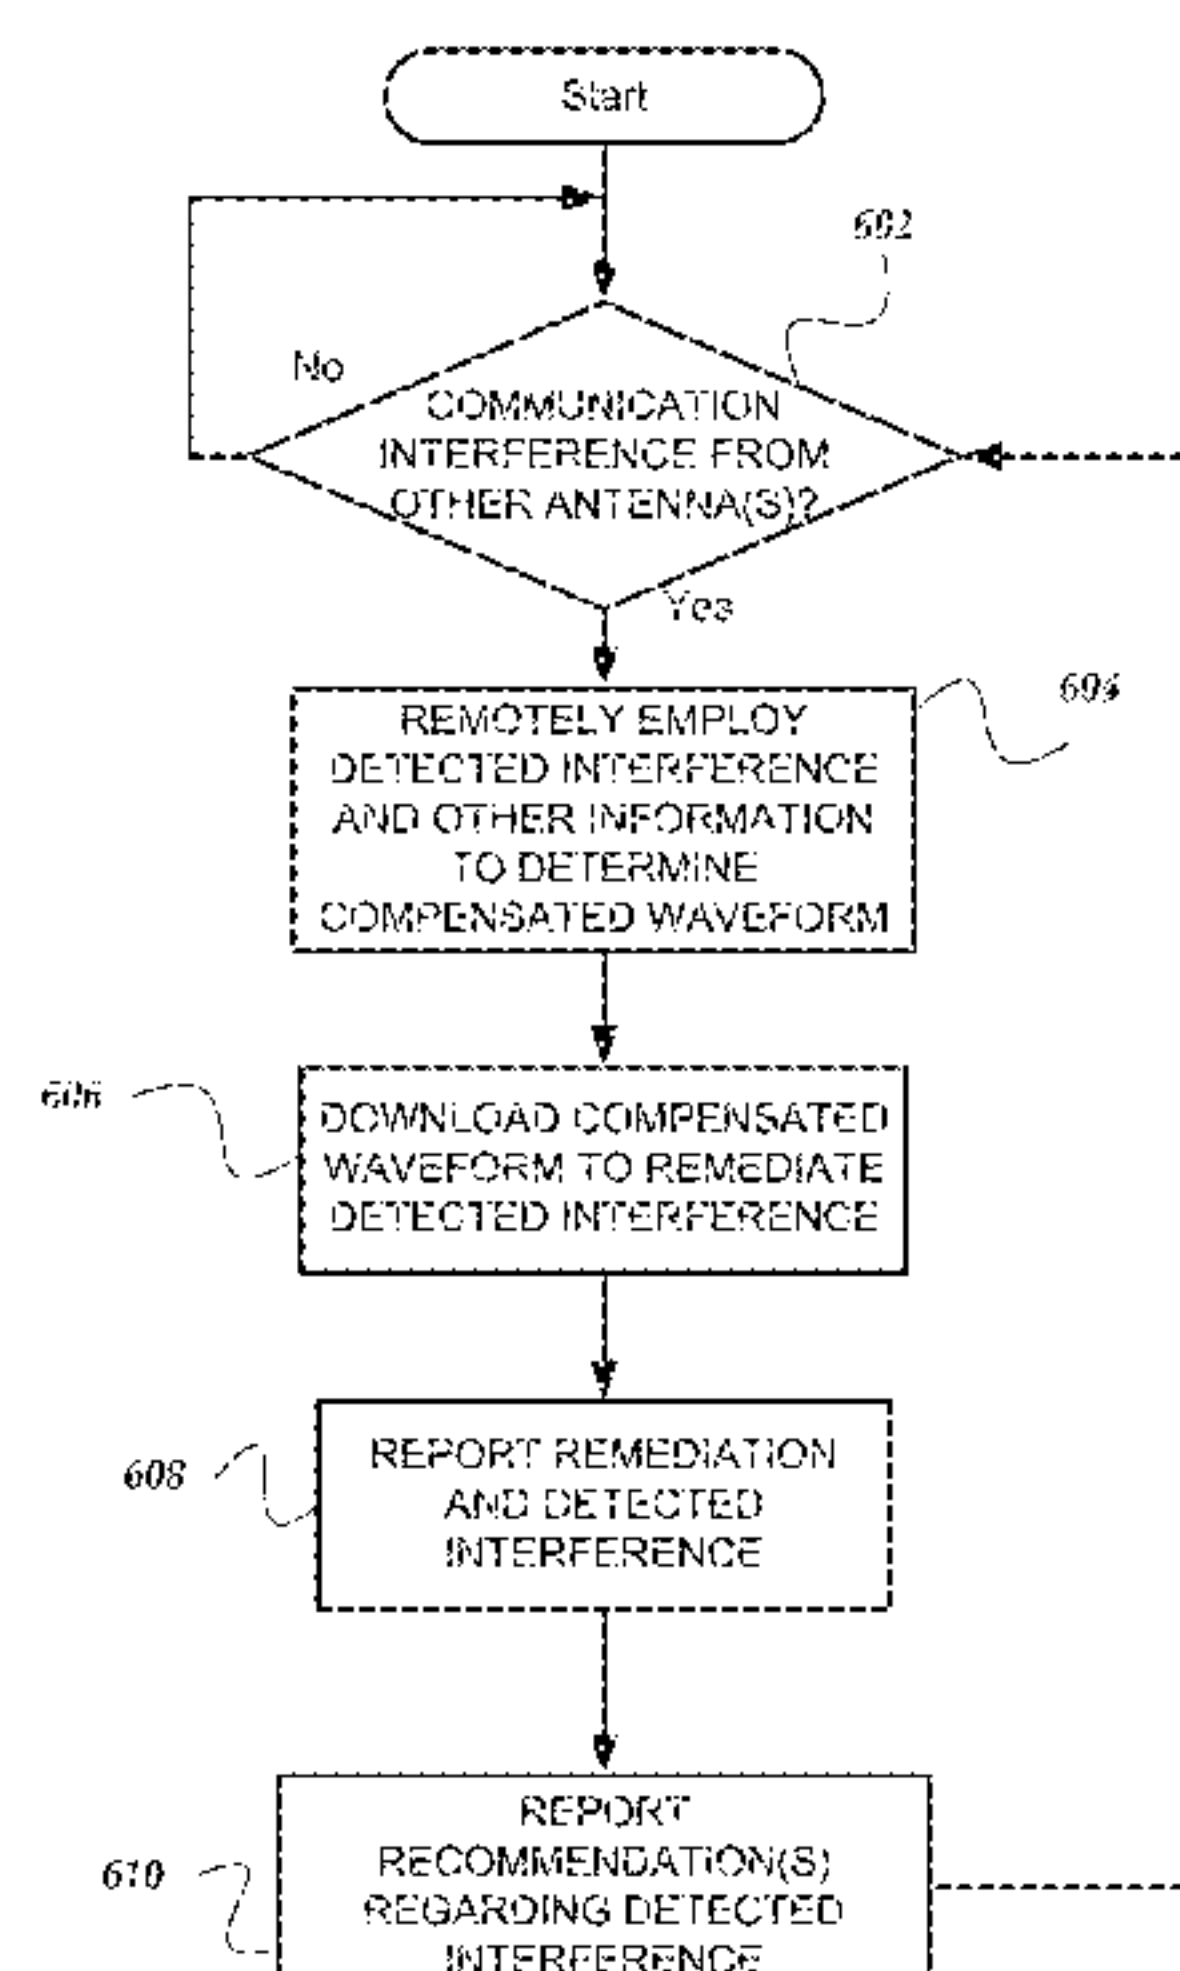 Start
602
No
COMMUNICATION
INTERFERENCE FROM
OTHER ANTENNA(S)?
Yes
604
REMOTELY EMPLOY
DETECTED INTERFERENCE
AND OTHER INFORMATION
TO DETERMINE
COMPENSATED WAVEFORM
606
DOWNLOAD COMPENSATED
WAVEFORM TO REMEDIATE
DETECTED INTERFERENCE
608
REPORT REMEDIATION
AND DETECTED
INTERFERENCE
610
REPORT
RECOMMENDATION(S)
REGARDING DETECTED
INTERFERENCE